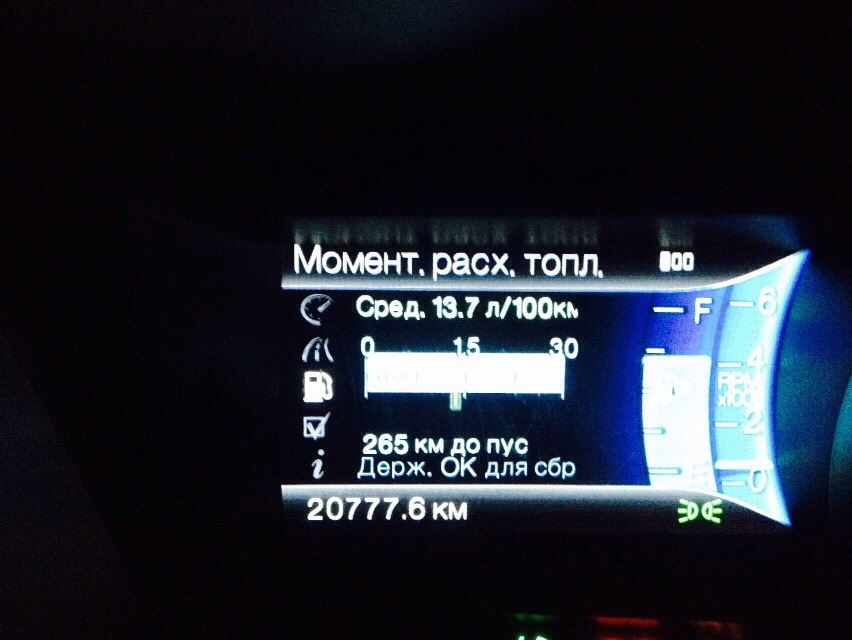 Момент. расх. топл.
Сред. 13.7 л/100км
0 15 30
265 км до пус
Держ. ОК для сбр
20777.6 км
F
E
6
4
REM
x1000
2
0